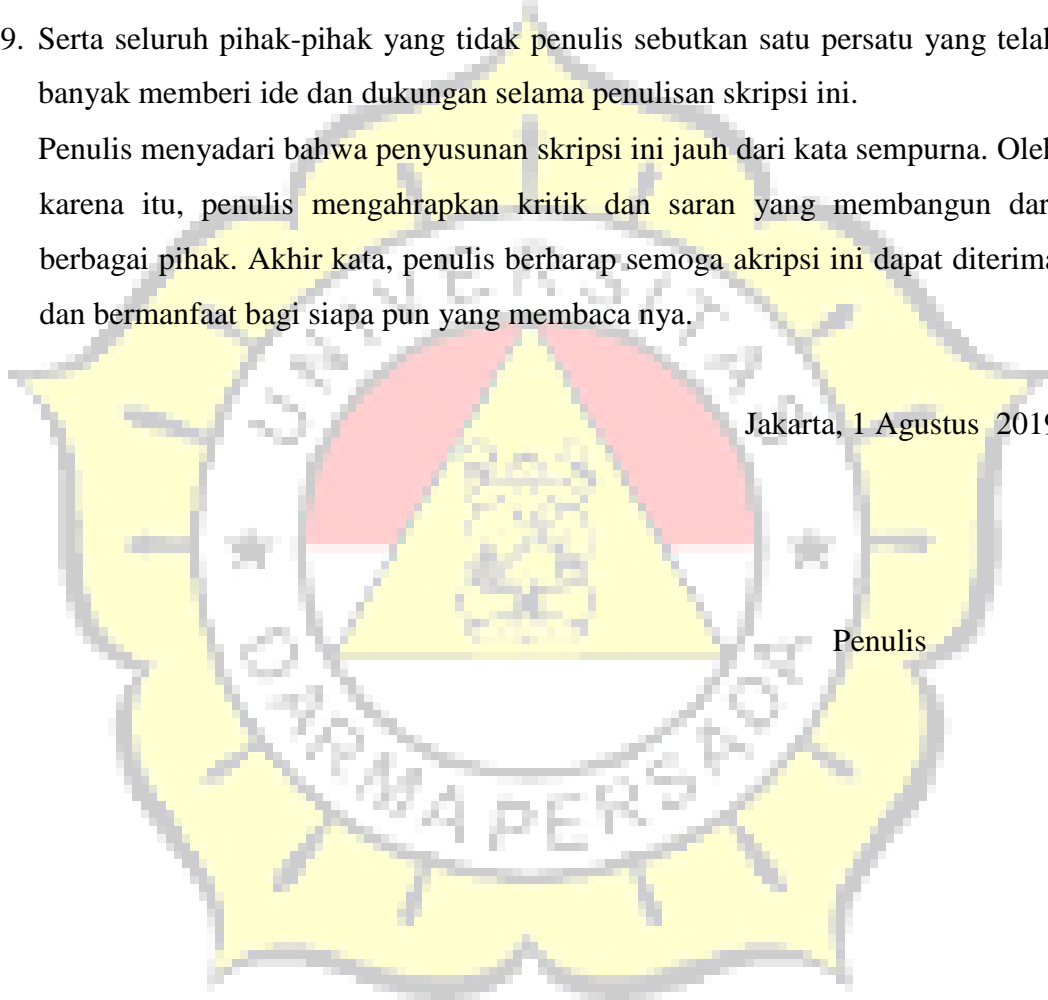 9. Serta seluruh pihak-pihak yang tidak penulis sebutkan satu persatu yang telah
banyak memberi ide dan dukungan selama penulisan skripsi ini.
Penulis menyadari bahwa penyusunan skripsi ini jauh dari kata sempurna. Oleh
karena itu, penulis mengahrapkan kritik dan saran yang membangun dari
berbagai pihak. Akhir kata, penulis berharap semoga akripsi ini dapat diterima
dan bermanfaat bagi siapa pun yang membaca nya.
Jakarta, 1 Agustus 2019
Penulis
UNIVERSITAS
DARMA PERSADA